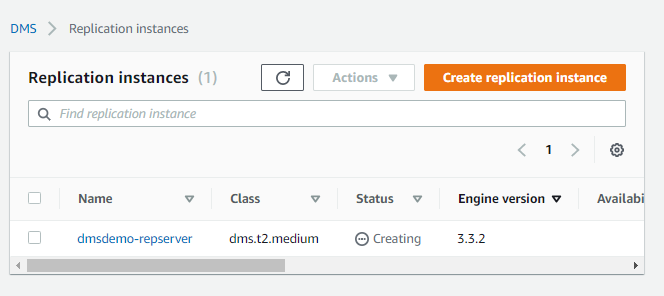 DMS > Replication instances
Replication instances (1)
Actions
Create replication instance
Find replication instance
1
Name Class Status Engine version Availabi
dmsdemo-repserver dms.t2.medium Creating 3.3.2